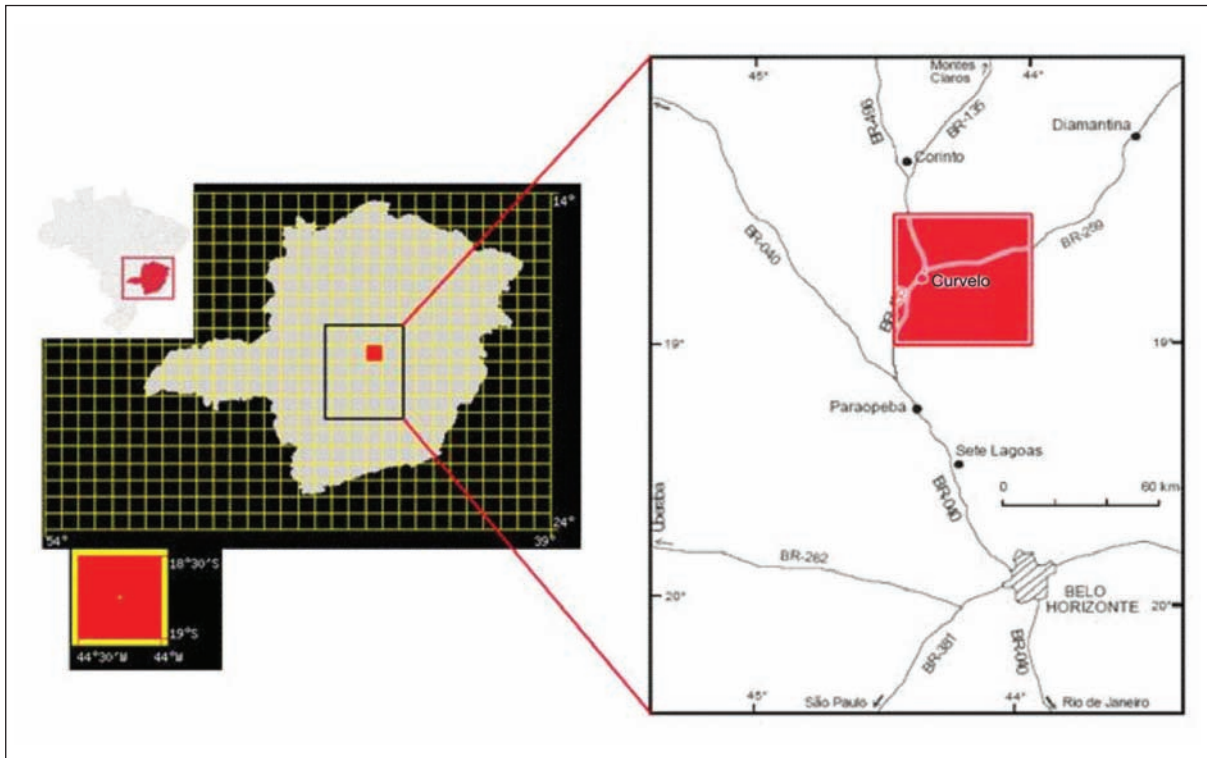 14°
24°
54°
39°
18°30'S
19°S
44°30'W
44°W
45°
Montes
Claros
44°
BR-496
BR-135
Diamantina
Corinto
BR-040
BR-259
Curvelo
19°
19°
Paraopeba
Sete Lagoas
0
60 km
BR-040
Uberaba
BR-262
20°
BELO
HORIZONTE
20°
BR-381
BR-040
45°
44°
São Paulo
Rio de Janeiro